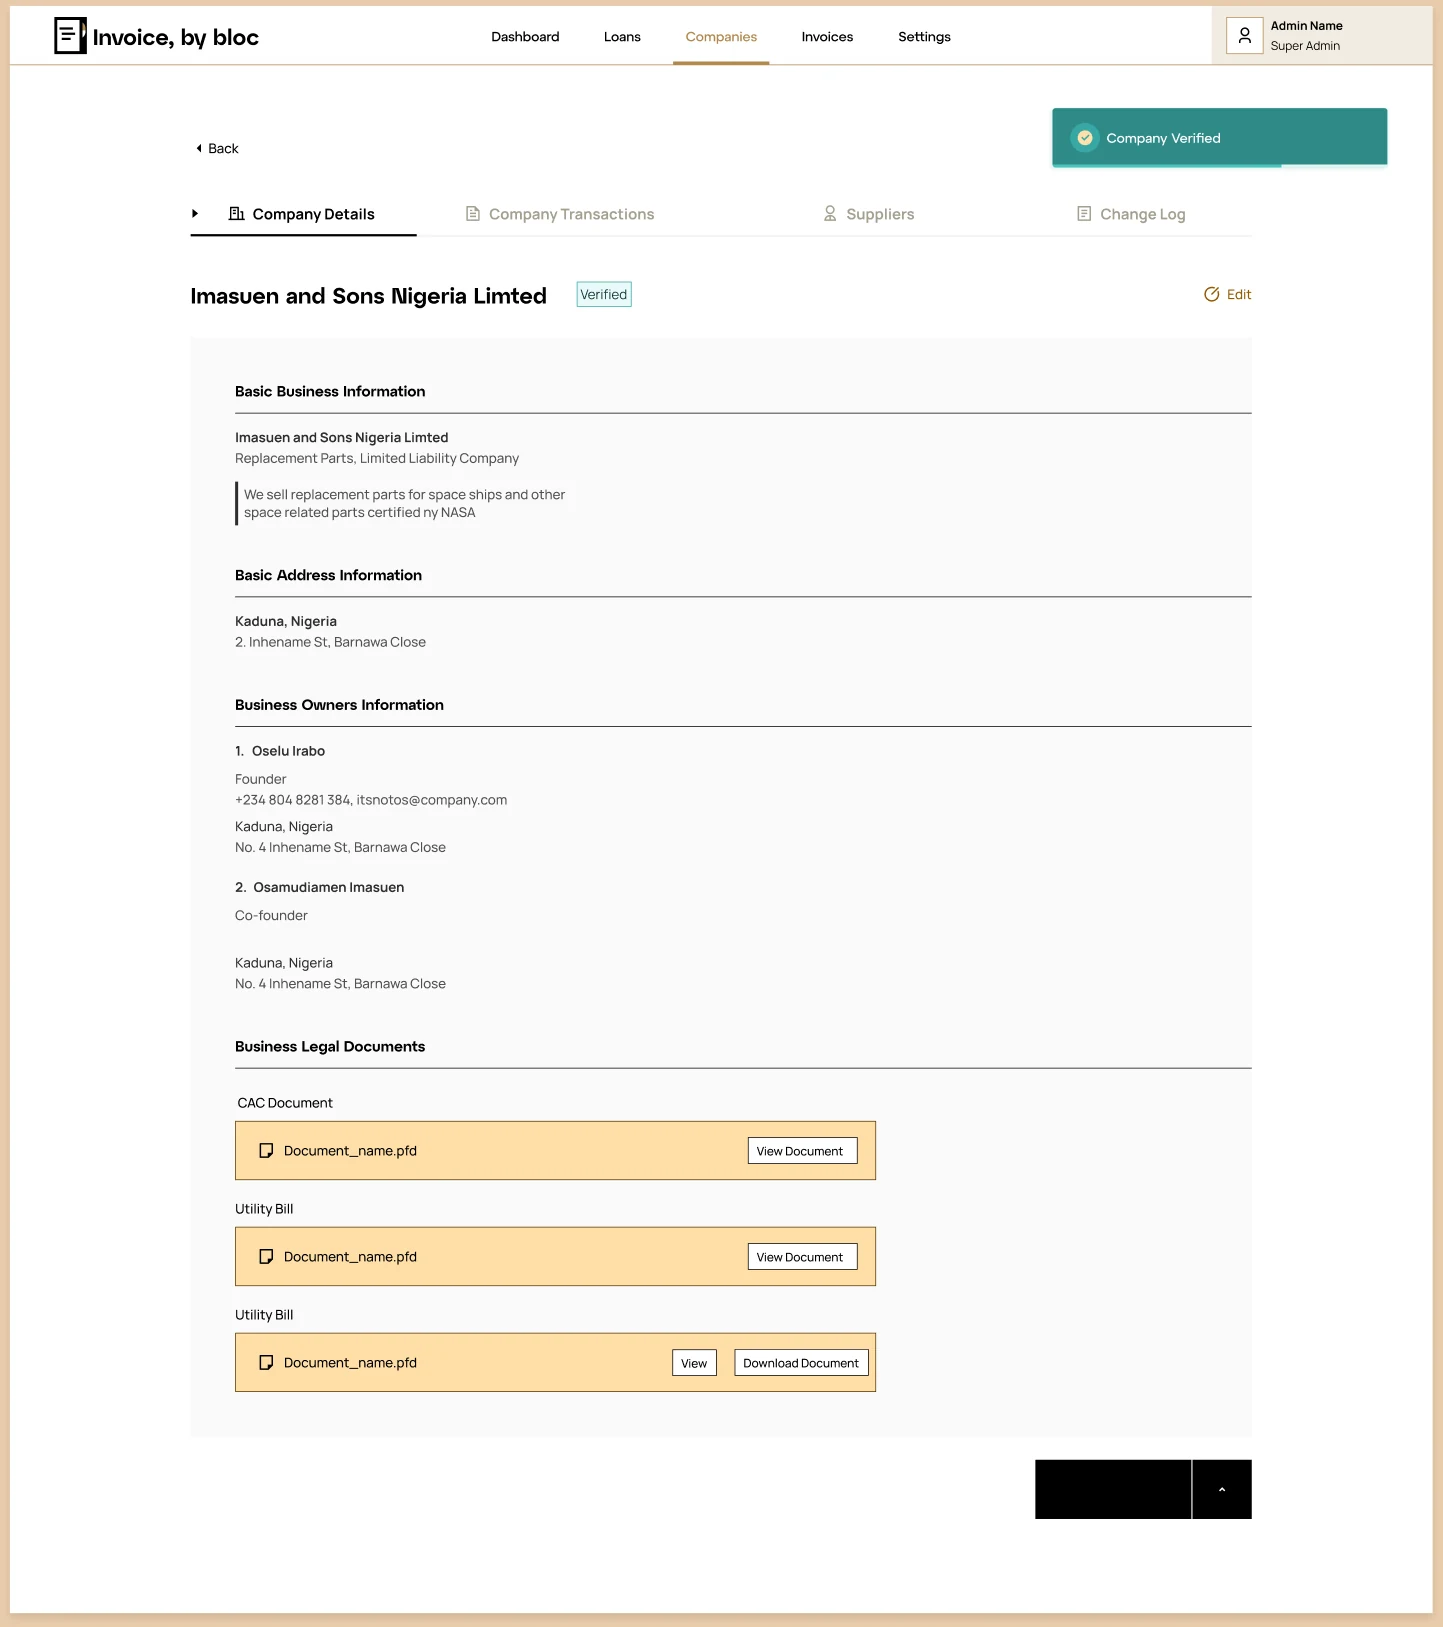 Invoice, by bloc
Dashboard
Loans
Companies
Invoices
Settings
Admin Name
Super Admin
Back
Company Verified
Company Details
Company Transactions
Suppliers
Change Log
Imasuen and Sons Nigeria Limted
Verified
Edit
Basic Business Information
Imasuen and Sons Nigeria Limted
Replacement Parts, Limited Liability Company
We sell replacement parts for space ships and other
space related parts certified ny NASA
Basic Address Information
Kaduna, Nigeria
2. Inhename St, Barnawa Close
Business Owners Information
1. Oselu Irabo
Founder
+234 804 8281 384, itsnotos@company.com
Kaduna, Nigeria
No. 4 Inhename St, Barnawa Close
2. Osamudiamen Imasuen
Co-founder
Kaduna, Nigeria
No. 4 Inhename St, Barnawa Close
Business Legal Documents
CAC Document
Document_name.pfd
View Document
Utility Bill
Document_name.pfd
View Document
Utility Bill
Document_name.pfd
View
Download Document